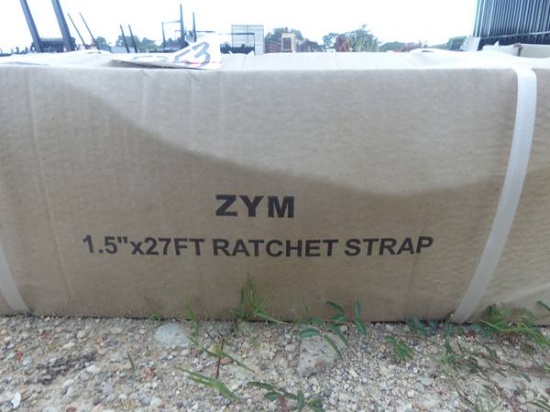 ZYM
1.5"x27FT RATCHET STRAP